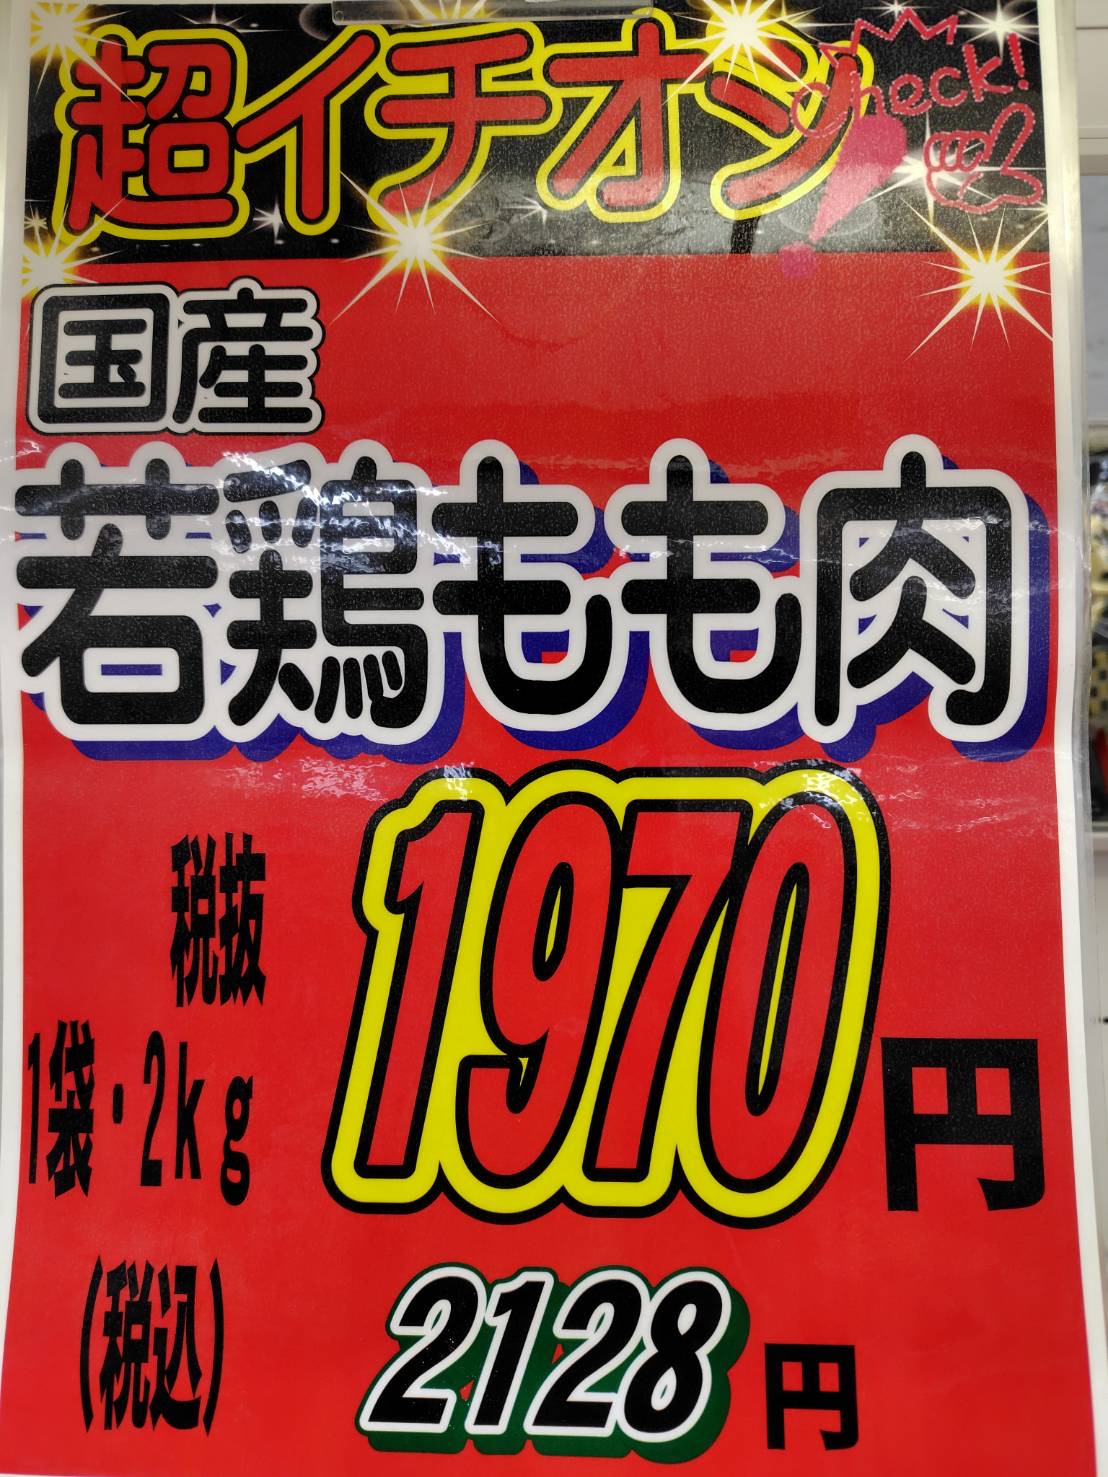 超イチオシ
Check!
国産
若鶏もも肉
税抜
1袋・2kg
1970円
(税込)
2128円